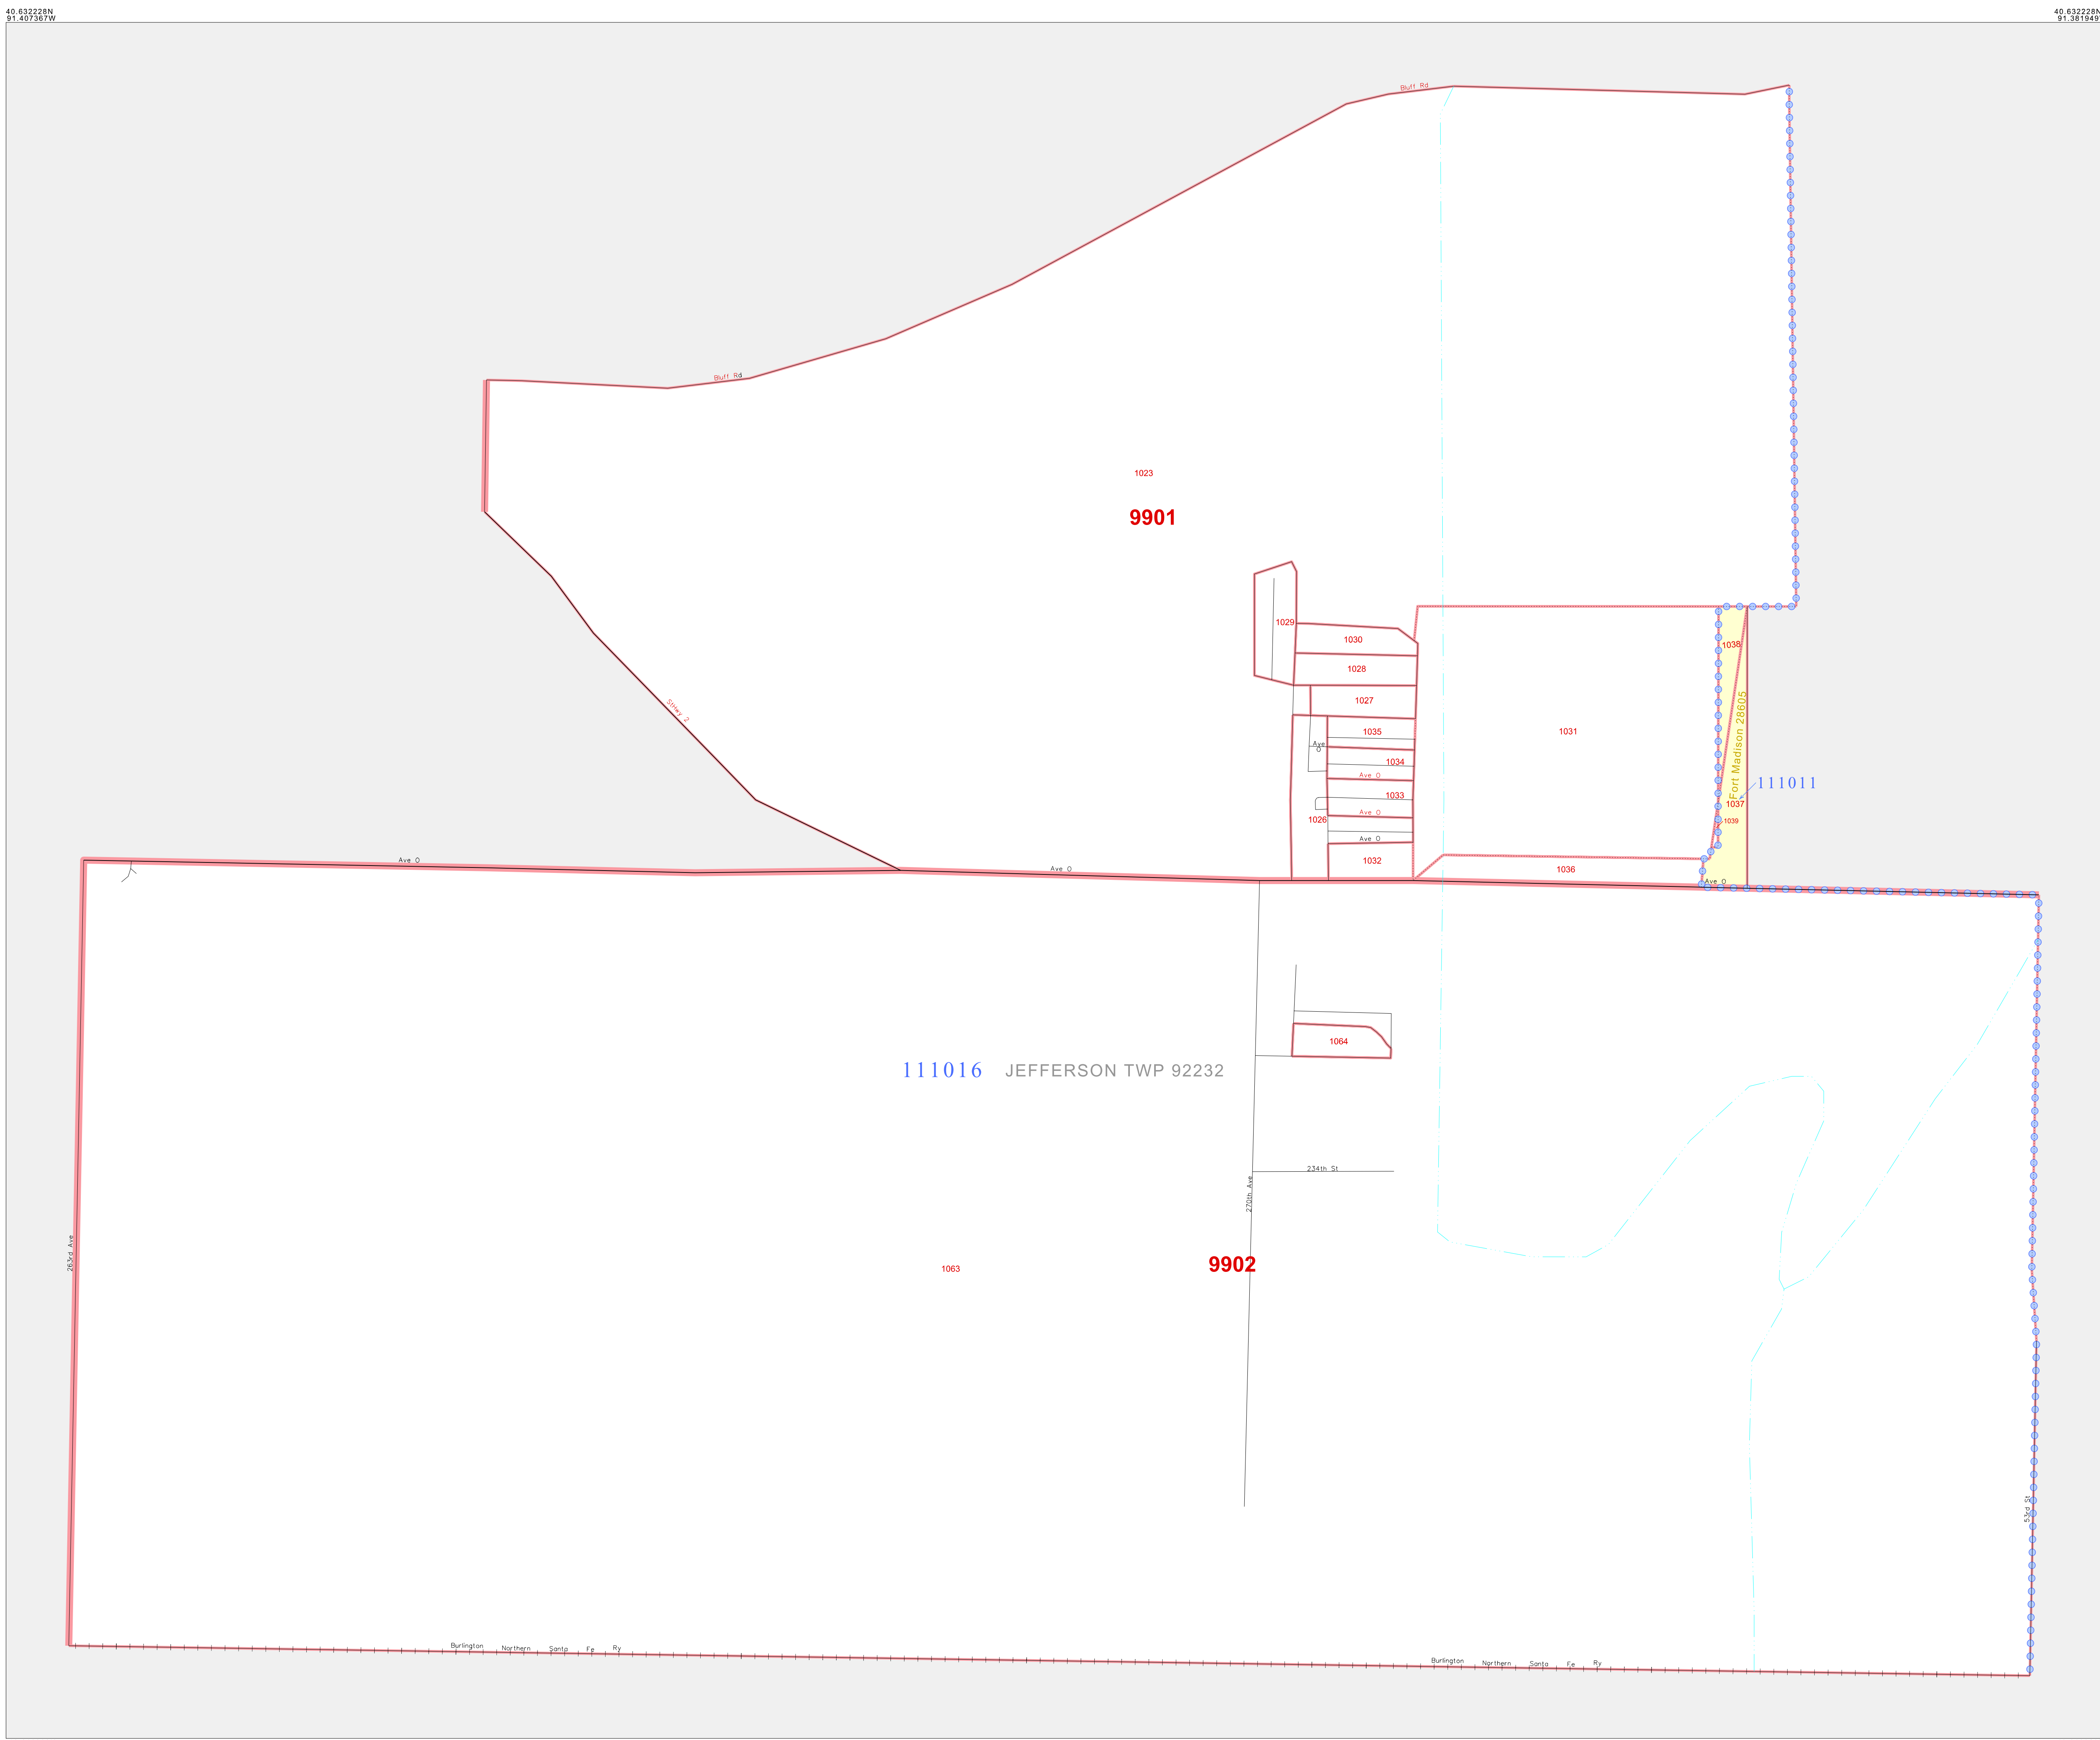 40.632228N
91.407367W
40.632228N
91.381949
Bluff Rd
Bluff Rd
1023
9901
1029
1030
1028
1027
1035
Ave O
1034
Ave O
1033
Ave O
1026
Ave O
1032
1031
1038
Fort Madison 28605
111011
1037
1039
1036
Ave O
StHwy 2
Ave O
Ave O
1064
111016 JEFFERSON TWP 92232
234th St
270th Ave
263rd Ave
1063
9902
53rd St
Burlington Northern Santa Fe Ry
Burlington Northern Santa Fe Ry